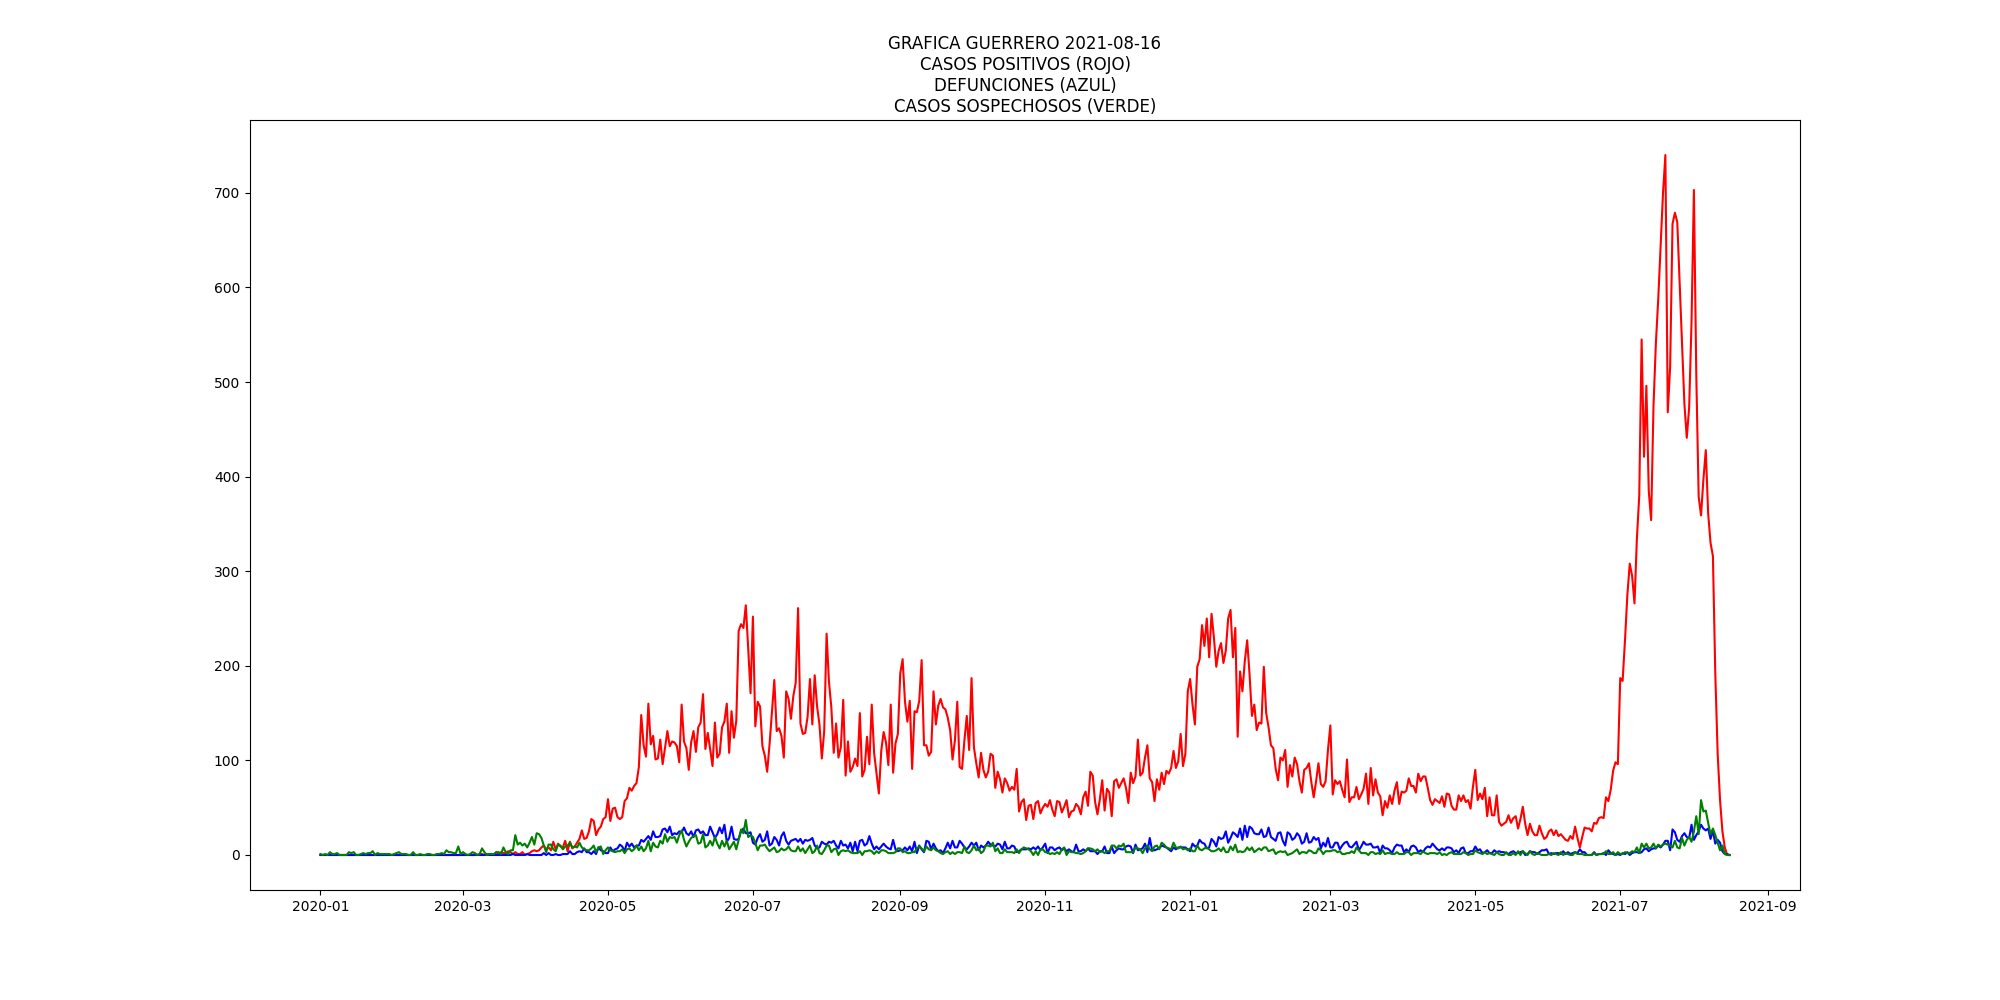 GRAFICA GUERRERO 2021-08-16
CASOS POSITIVOS (ROJO)
DEFUNCIONES (AZUL)
CASOS SOSPECHOSOS (VERDE)
700
600
500
400
300
200
100
0
2020-01 2020-03 2020-05 2020-07 2020-09 2020-11 2021-01 2021-03 2021-05 2021-07 2021-09